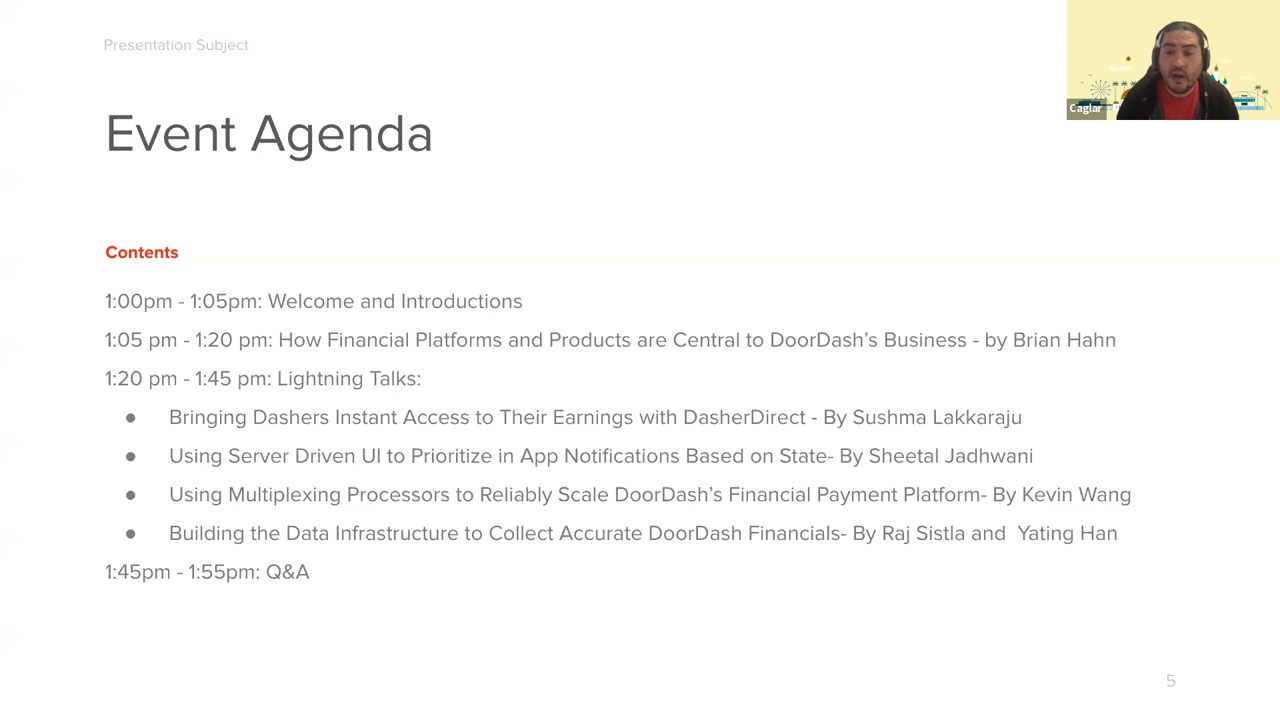 Presentation Subject
Caglar
Event Agenda
Contents
1:00pm - 1:05pm: Welcome and Introductions
1:05 pm - 1:20 pm: How Financial Platforms and Products are Central to DoorDash’s Business - by Brian Hahn
1:20 pm - 1:45 pm: Lightning Talks:
● Bringing Dashers Instant Access to Their Earnings with DasherDirect - By Sushma Lakkaraju
● Using Server Driven UI to Prioritize in App Notifications Based on State- By Sheetal Jadhwani
● Using Multiplexing Processors to Reliably Scale DoorDash’s Financial Payment Platform- By Kevin Wang
● Building the Data Infrastructure to Collect Accurate DoorDash Financials- By Raj Sistla and  Yating Han
1:45pm - 1:55pm: Q&A
5